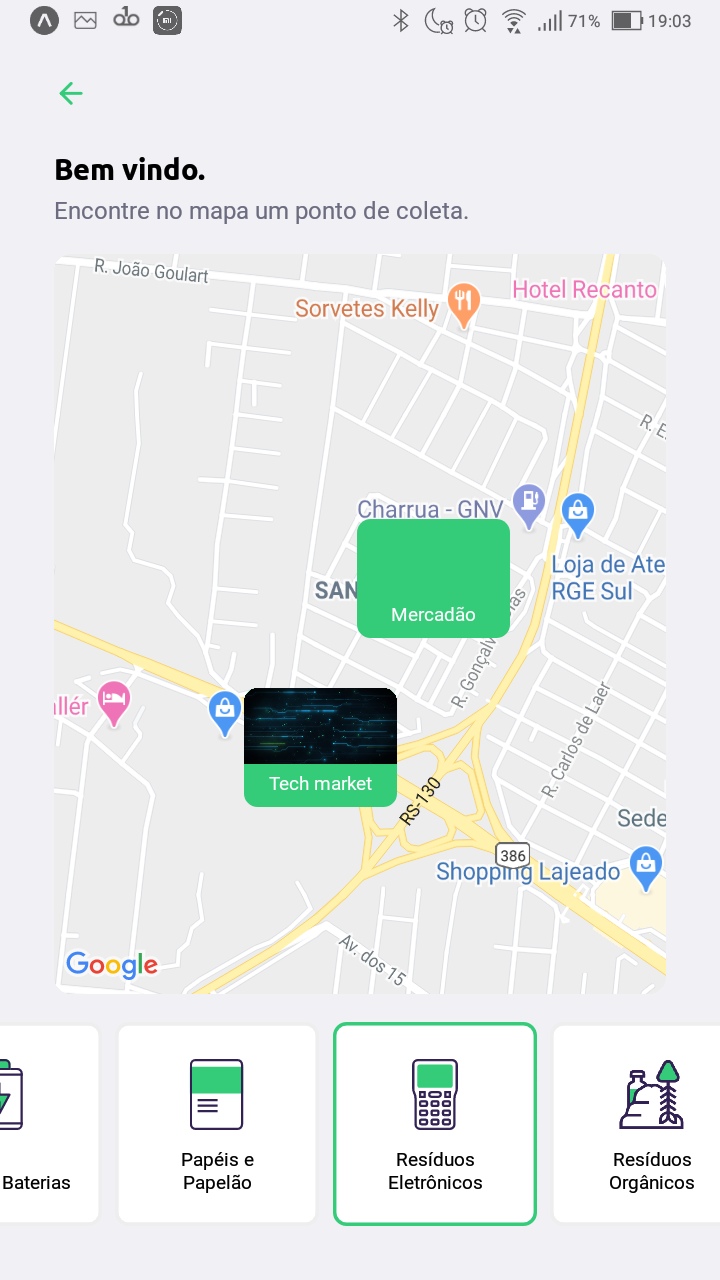 71% 19:03
Bem vindo.
Encontre no mapa um ponto de coleta.
R. João Goulart
Hotel Recanto
Sorvetes Kelly
R. E
Charrua - GNV
Loja de Ate
RGE Sul
SAN
Mercadão
R. Gonçalv
as
R. Carlos de Laer
allér
Tech market
RS-130
Sede
386
Shopping Lajeado
Av. dos 15
Google
Baterias
Papéis e
Papelão
Resíduos
Eletrônicos
Resíduos
Orgânicos